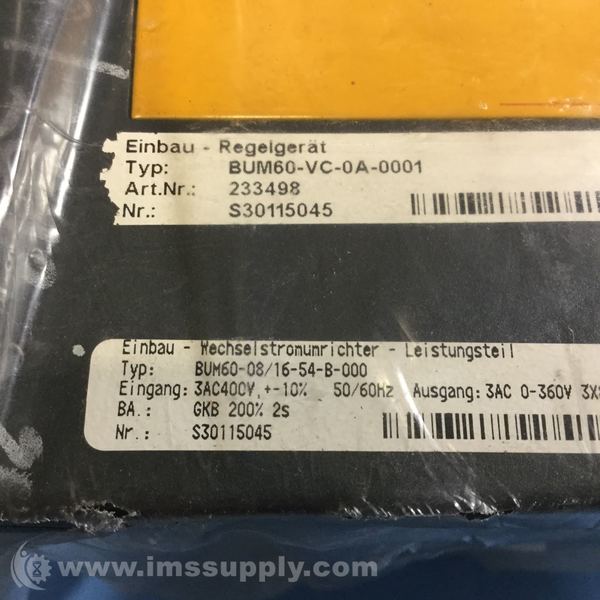 Einbau - Regelgerät
Typ: BUM60-VC-0A-0001
Art.Nr.: 233498
Nr.: S30115045
Einbau - Wechselstromumrichter - Leistungsteil
Typ: BUM60-08/16-54-B-000
Eingang: 3AC400V,+-10% 50/60Hz Ausgang: 3AC 0-360V
BA.: GKB 200% 2s
Nr.: S30115045
© www.imssupply.com